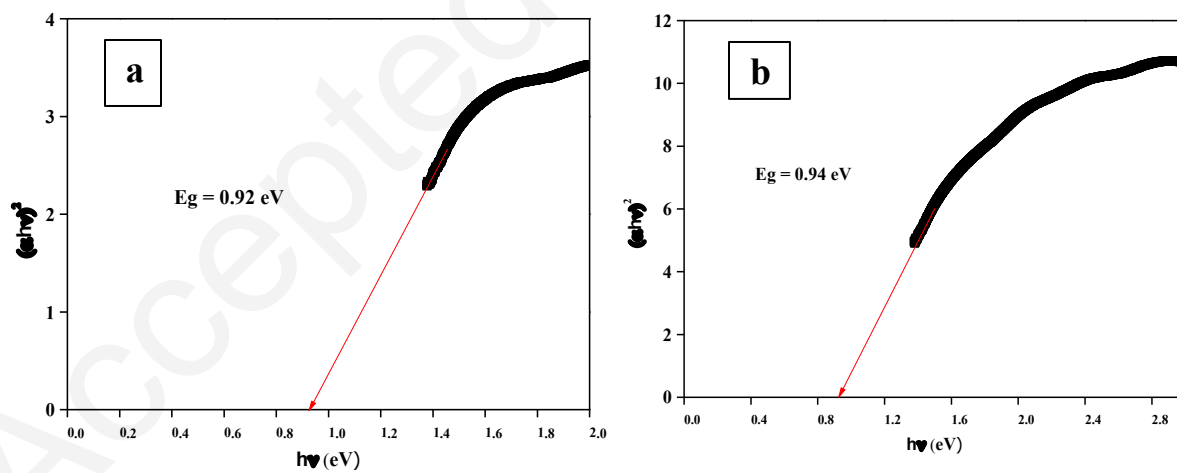 Accepted
a
Eg = 0.92 eV
(αhν)²
4
3
2
1
0
0.0 0.2 0.4 0.6 0.8 1.0 1.2 1.4 1.6 1.8 2.0
hν (eV)
b
Eg = 0.94 eV
(αhν)²
12
10
8
6
4
2
0
0.0 0.4 0.8 1.4 1.6 2.0 2.4 2.8
hν (eV)